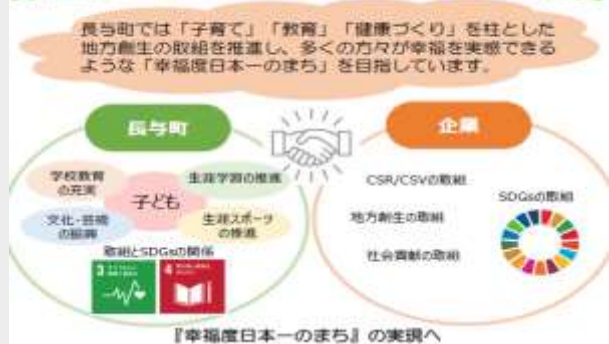 長与町では「子育て」「教育」「健康づくり」を柱とした
地方創生の取組を推進し、多くの方々が幸福を実感できる
ような「幸福度日本一のまち」を目指しています。
長与町
企業
学校教育
の充実
生涯学習の推進
子ども
文化・芸術
の振興
生涯スポーツ
の推進
取組とSDGsの関係
3
4
CSR/CSVの取組
SDGsの取組
地方創生の取組
社会貢献の取組
『幸福度日本一のまち』の実現へ